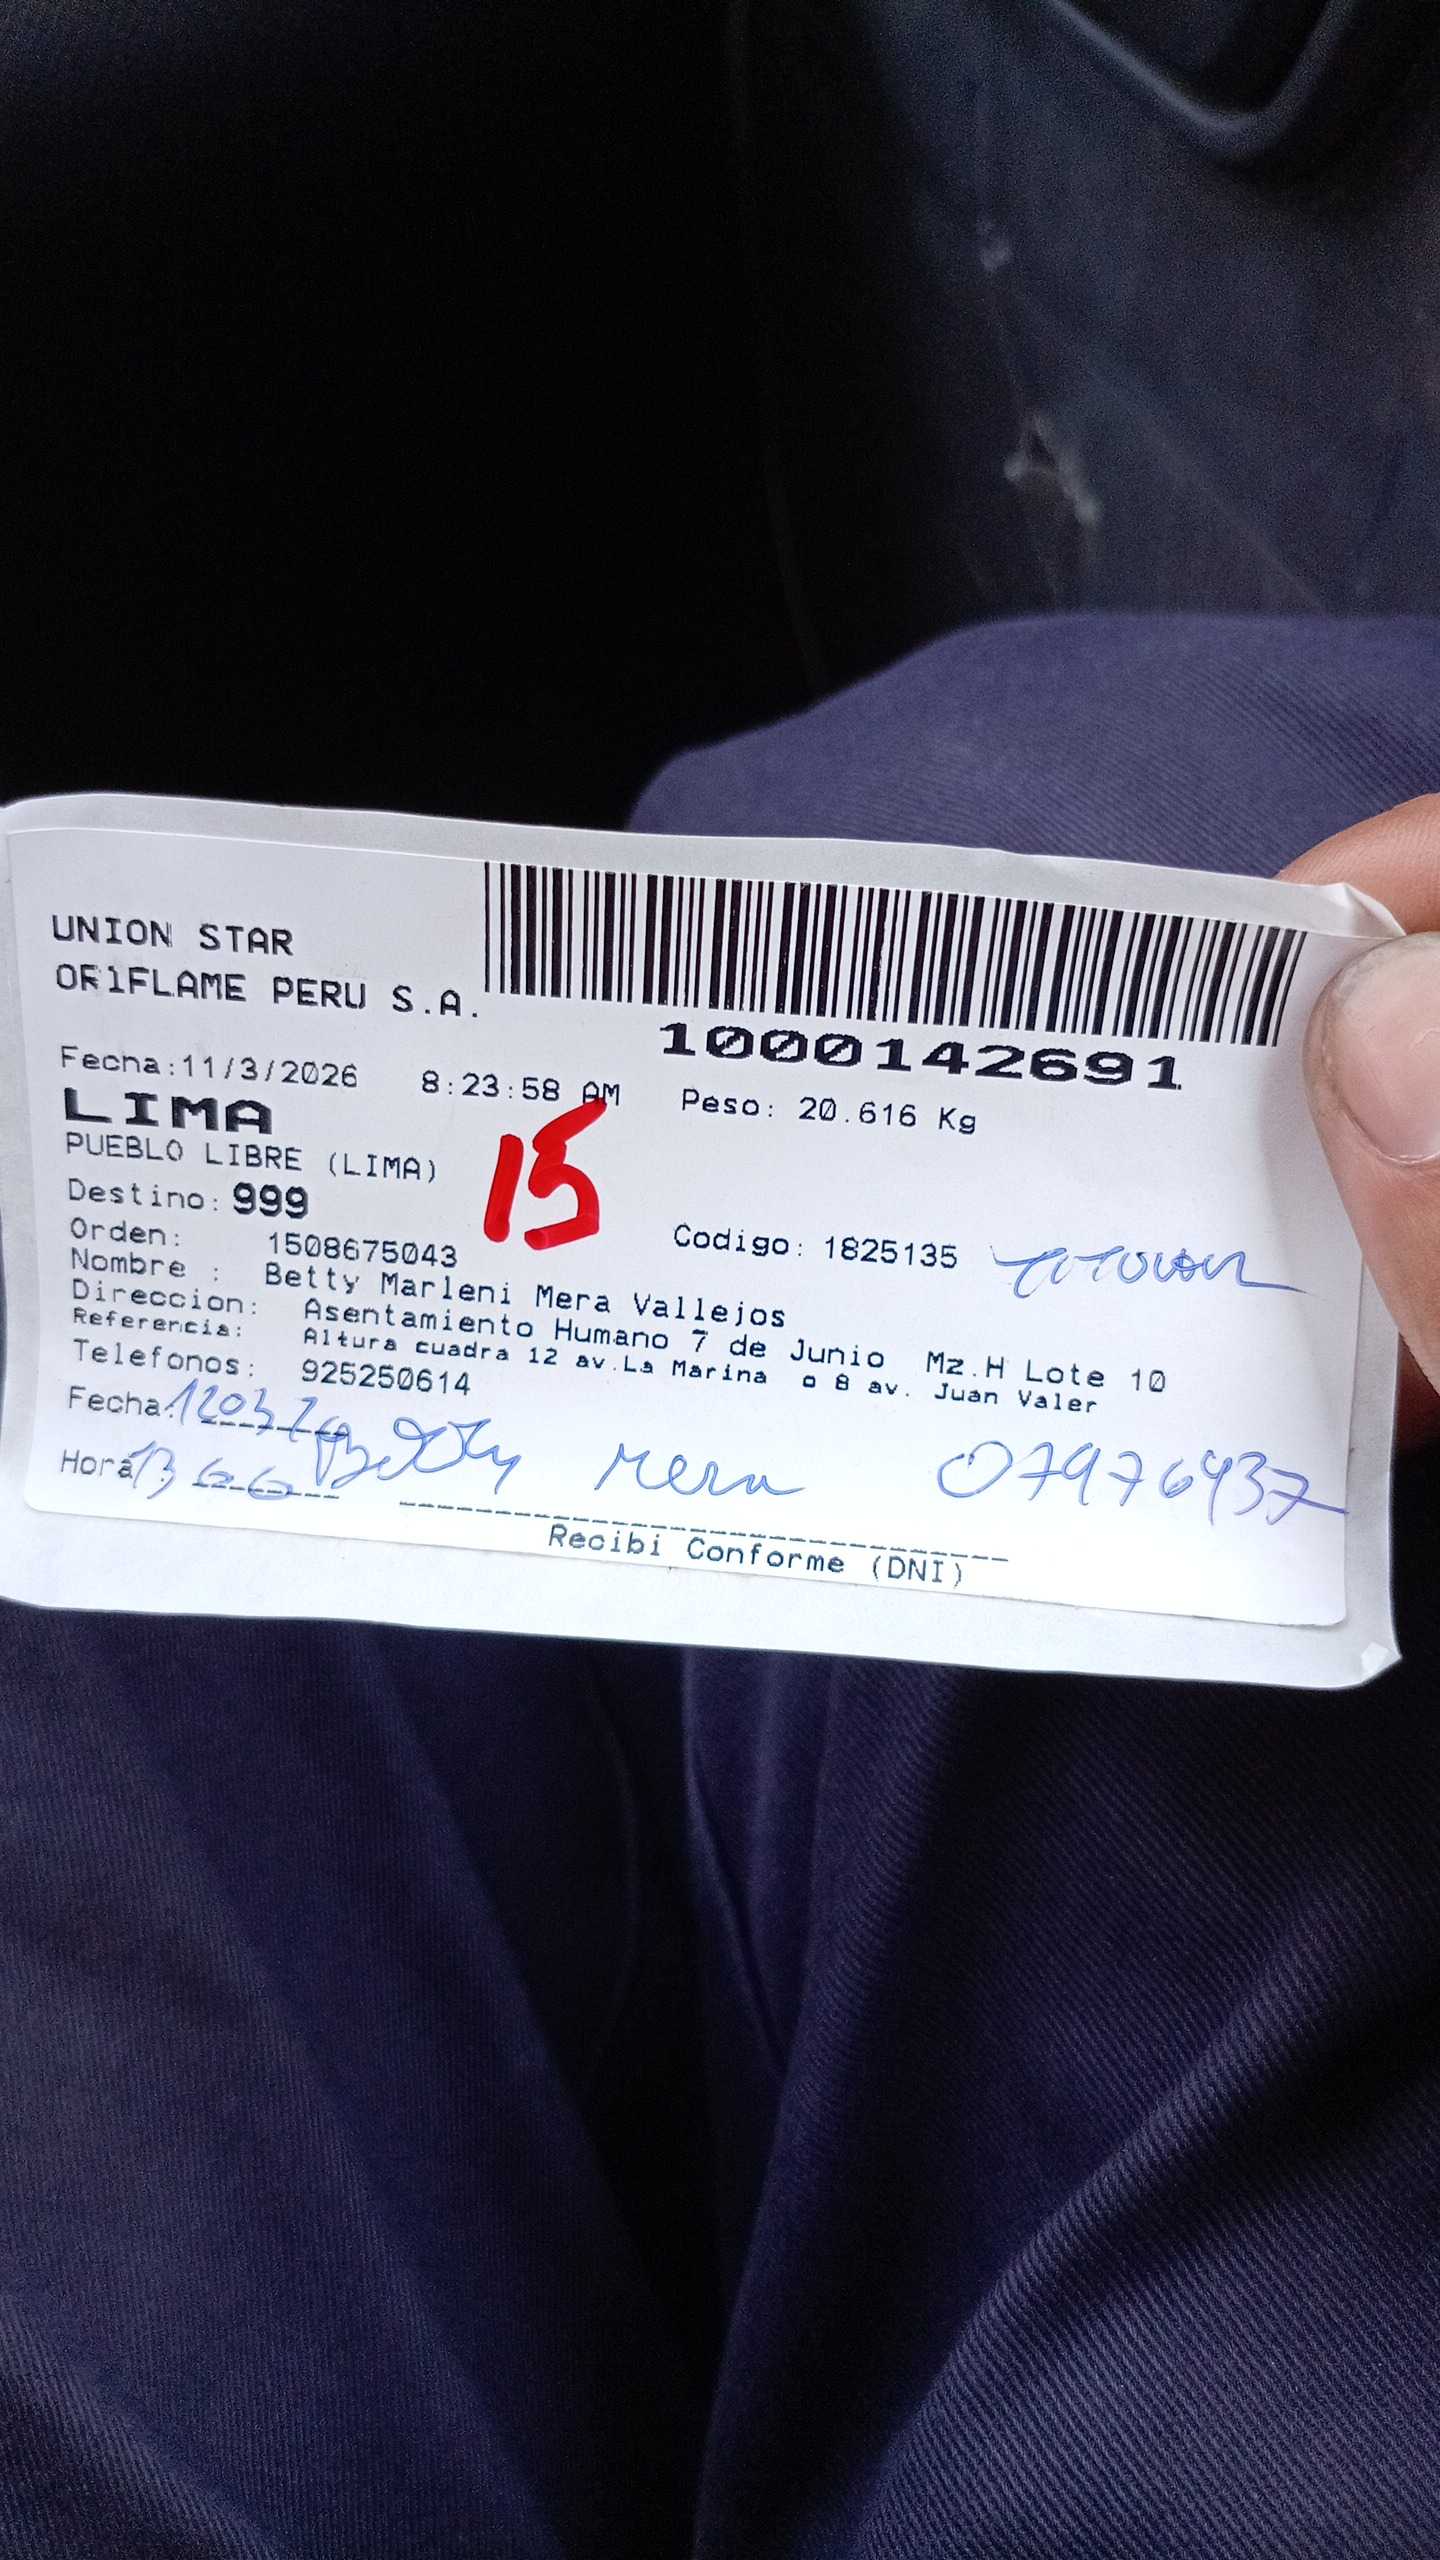 UNION STAR
ORIFLAME PERU S.A.
1000142691
Fecha:11/3/2026 8:23:58 AM Peso: 20.616 Kg
LIMA
PUEBLO LIBRE (LIMA)
15
Destino: 999
Orden: 1508675043 Codigo: 1825135
Nombre : Betty Marleni Mera Vallejos
Direccion: Asentamiento Humano 7 de Junio Mz.H Lote 10
Referencia: Altura cuadra 12 av.La Marina o 8 av. Juan Valer
Telefonos: 925250614
Fecha:
Hora: Betty Mera 07976437
Recibi Conforme (DNI)